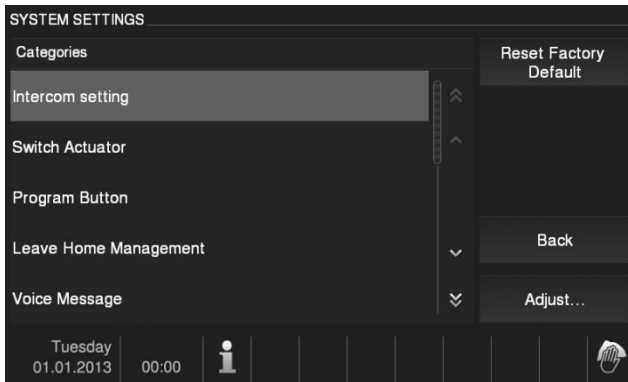 SYSTEM SETTINGS
Categories
Intercom setting
Switch Actuator
Program Button
Leave Home Management
Voice Message
Reset Factory
Default
Back
Adjust...
Tuesday
01.01.2013
00:00